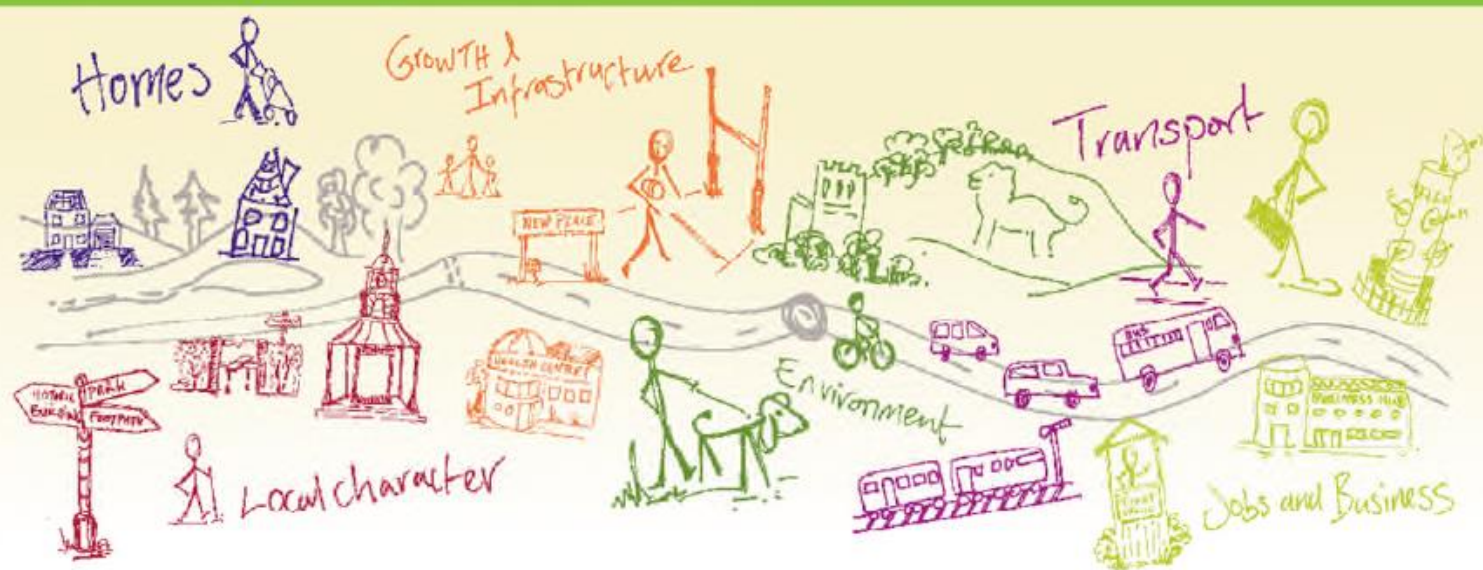 Homes
Growth &
Infrastructure
Transport
NEW PLACE
BUS
HEALTH CENTRE
Environment
BUSINESS HUB
PARK
HISTORIC
BUILDING
FOOTPATH
Local character
Jobs and Business